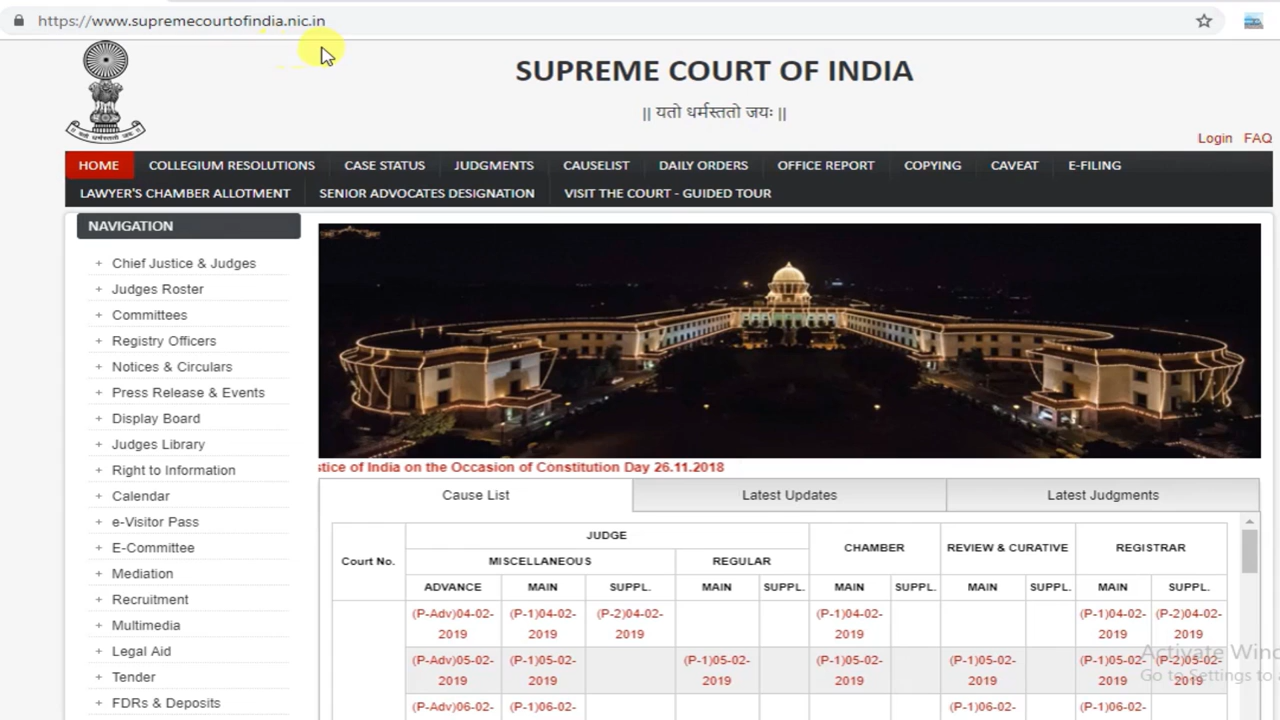 https://www.supremecourtofindia.nic.in
SUPREME COURT OF INDIA
|| यतो धर्मस्ततो जयः ||
Login FAQ
HOME COLLEGIUM RESOLUTIONS CASE STATUS JUDGMENTS CAUSELIST DAILY ORDERS OFFICE REPORT COPYING CAVEAT E-FILING
LAWYER'S CHAMBER ALLOTMENT SENIOR ADVOCATES DESIGNATION VISIT THE COURT - GUIDED TOUR
NAVIGATION
+ Chief Justice & Judges
+ Judges Roster
+ Committees
+ Registry Officers
+ Notices & Circulars
+ Press Release & Events
+ Display Board
+ Judges Library
+ Right to Information
+ Calendar
+ e-Visitor Pass
+ E-Committee
+ Mediation
+ Recruitment
+ Multimedia
+ Legal Aid
+ Tender
+ FDRs & Deposits
stice of India on the Occasion of Constitution Day 26.11.2018
Cause List Latest Updates Latest Judgments
Court No. JUDGE CHAMBER REVIEW & CURATIVE REGISTRAR
MISCELLANEOUS REGULAR
ADVANCE MAIN SUPPL. MAIN SUPPL. MAIN SUPPL. MAIN SUPPL. MAIN SUPPL.
(P-Adv)04-02- (P-1)04-02- (P-2)04-02- (P-1)04-02- (P-1)04-02- (P-2)04-02-
2019 2019 2019 2019 2019 2019
(P-Adv)05-02- (P-1)05-02- (P-1)05-02- (P-1)05-02- (P-1)05-02- (P-1)05-02- (P-2)05-02-
2019 2019 2019 2019 2019 2019 2019
(P-Adv)06-02- (P-1)06-02- (P-1)06-02-
Activate Win
Go to Settings to a